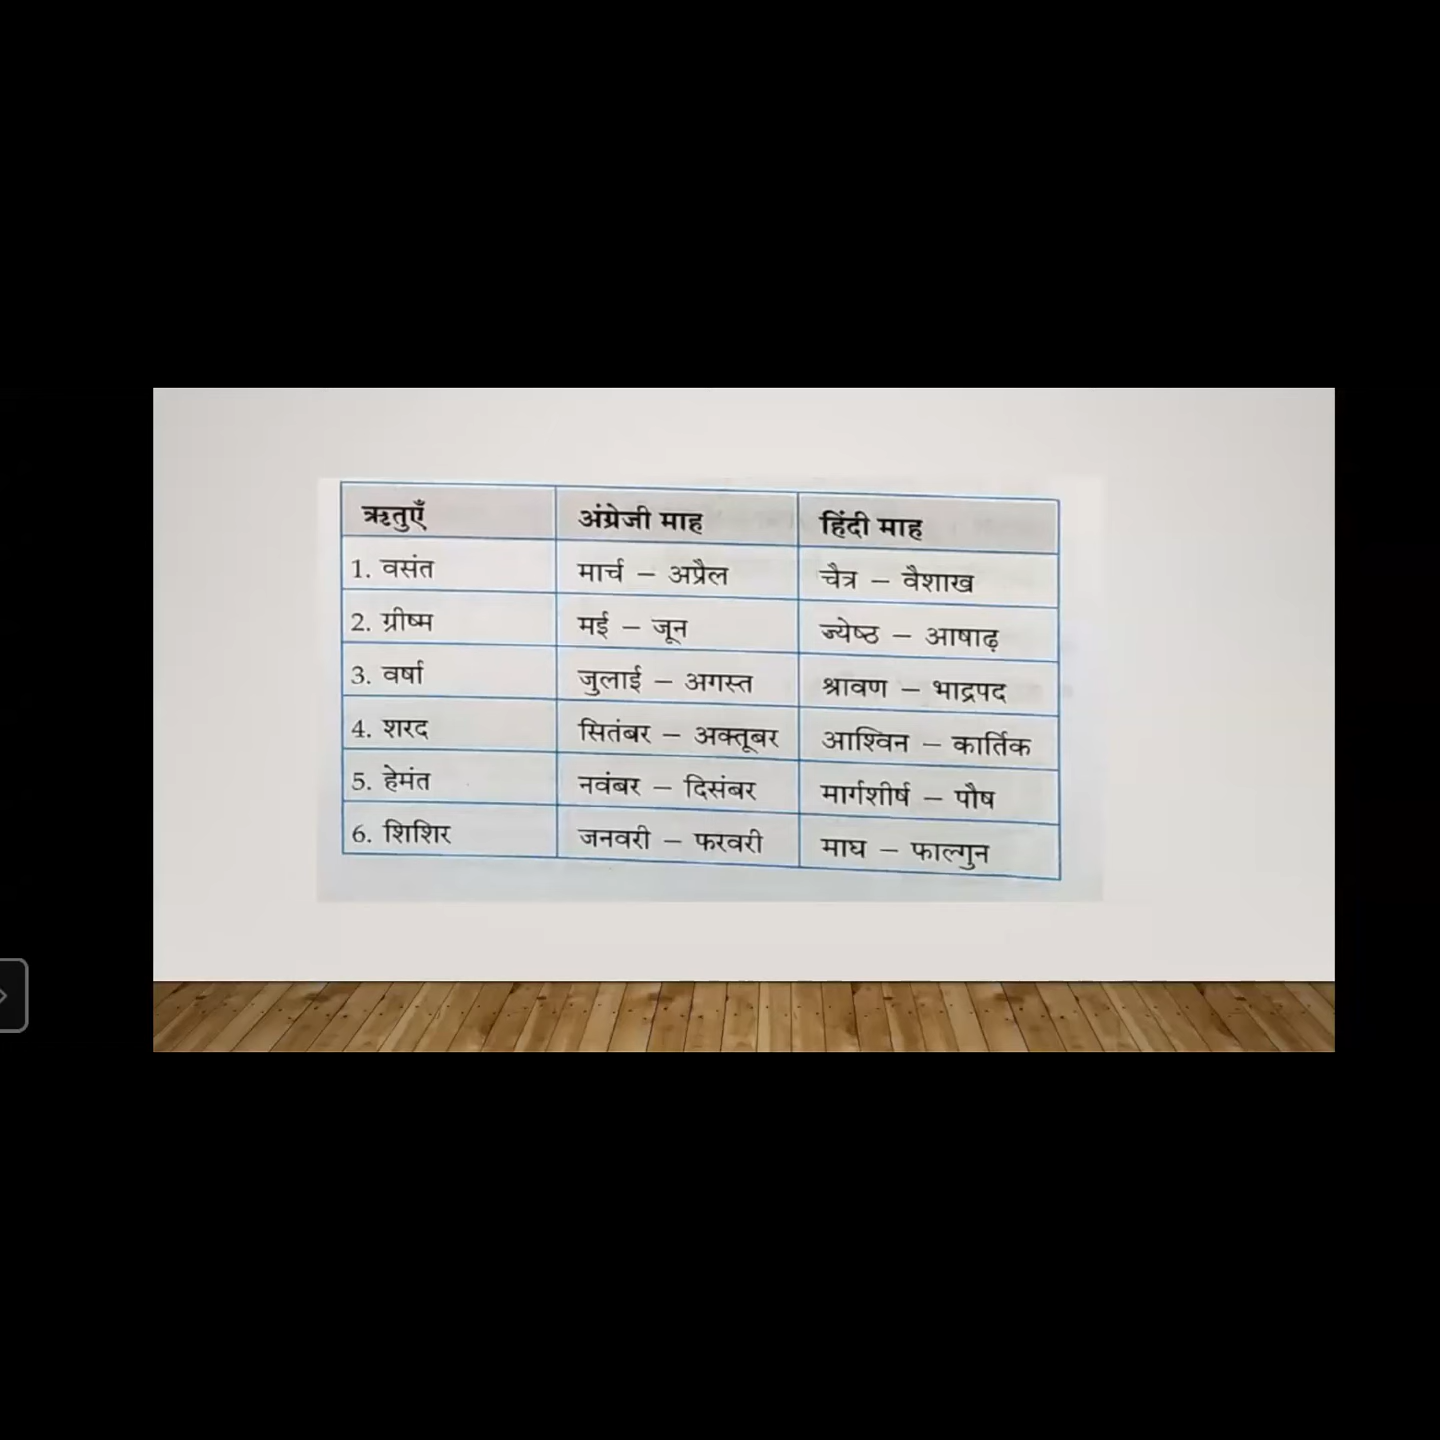 ऋतुएँ अंग्रेजी माह हिंदी माह
1. वसंत मार्च – अप्रैल चैत्र – वैशाख
2. ग्रीष्म मई – जून ज्येष्ठ – आषाढ़
3. वर्षा जुलाई – अगस्त श्रावण – भाद्रपद
4. शरद सितंबर – अक्तूबर आश्विन – कार्तिक
5. हेमंत नवंबर – दिसंबर मार्गशीर्ष – पौष
6. शिशिर जनवरी – फरवरी माघ – फाल्गुन